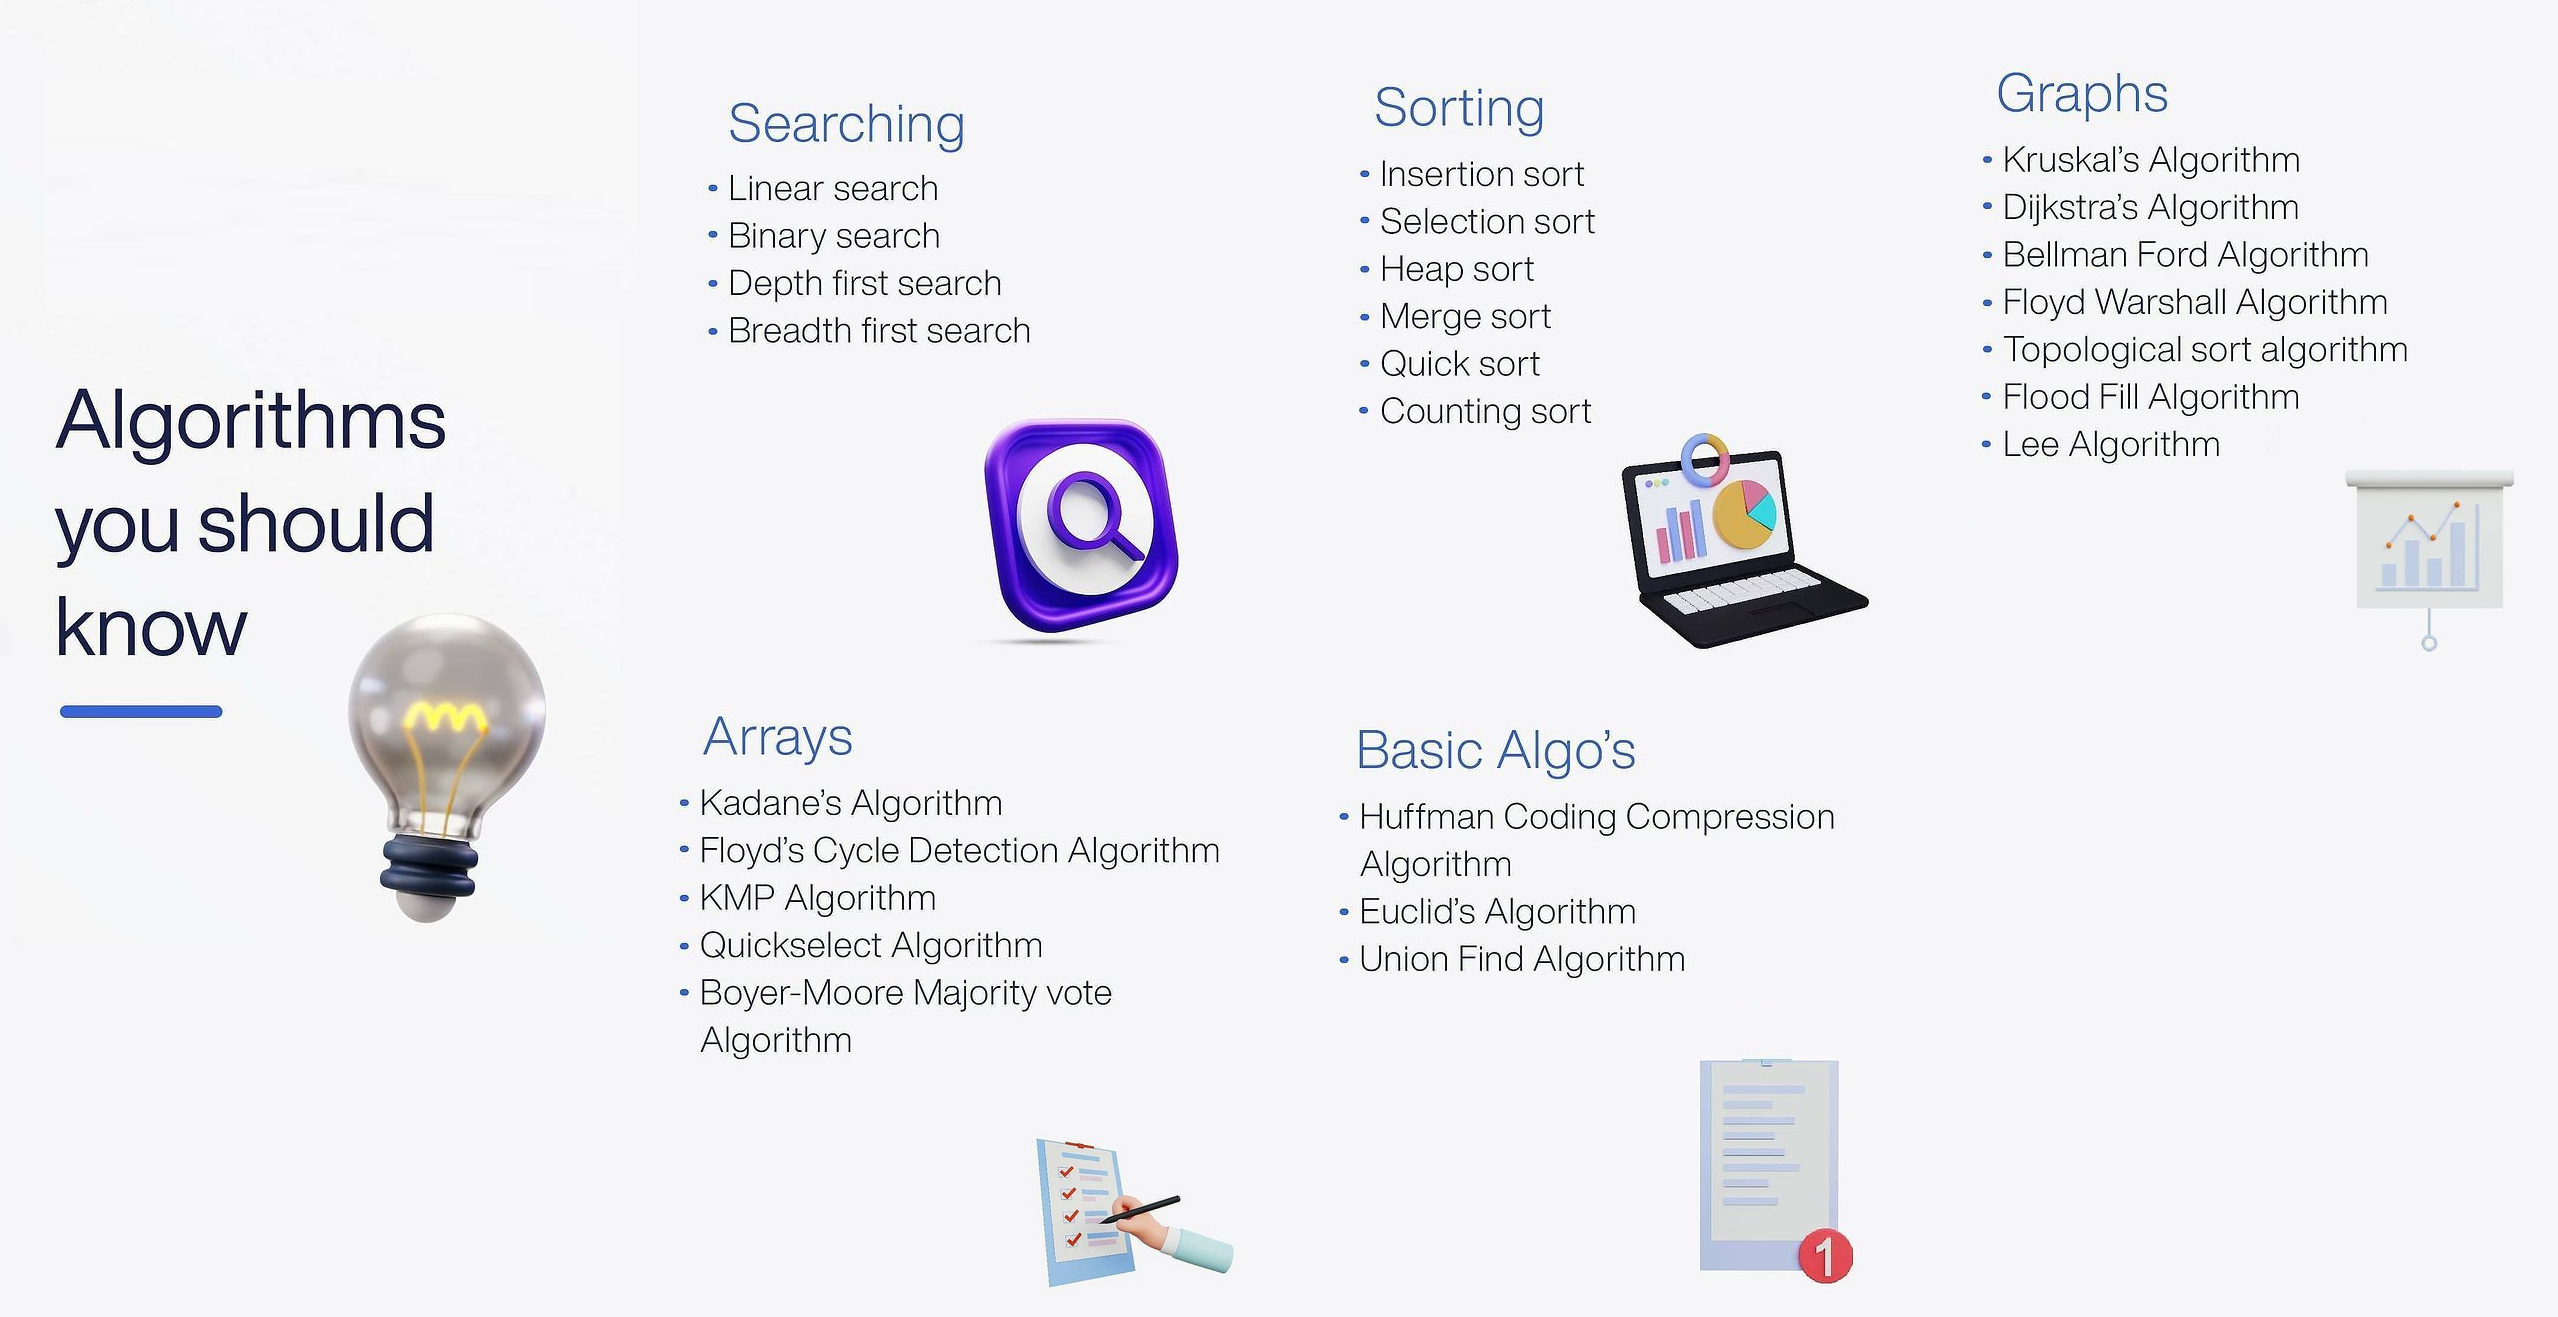 Algorithms
you should
know
Searching
• Linear search
• Binary search
• Depth first search
• Breadth first search
Sorting
• Insertion sort
• Selection sort
• Heap sort
• Merge sort
• Quick sort
• Counting sort
Graphs
• Kruskal’s Algorithm
• Dijkstra’s Algorithm
• Bellman Ford Algorithm
• Floyd Warshall Algorithm
• Topological sort algorithm
• Flood Fill Algorithm
• Lee Algorithm
Arrays
• Kadane’s Algorithm
• Floyd’s Cycle Detection Algorithm
• KMP Algorithm
• Quickselect Algorithm
• Boyer-Moore Majority vote
Algorithm
Basic Algo’s
• Huffman Coding Compression
Algorithm
• Euclid’s Algorithm
• Union Find Algorithm
1